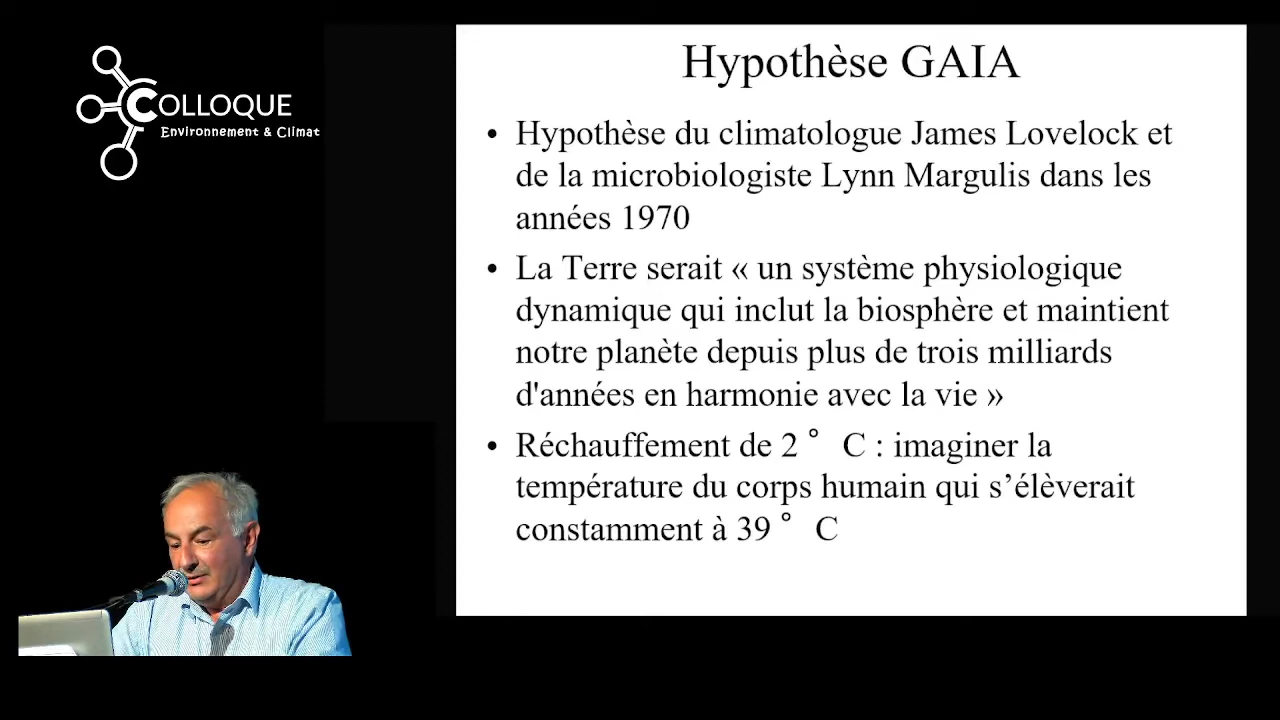 COLLOQUE
Environnement & Climat
Hypothèse GAIA
• Hypothèse du climatologue James Lovelock et
de la microbiologiste Lynn Margulis dans les
années 1970
• La Terre serait « un système physiologique
dynamique qui inclut la biosphère et maintient
notre planète depuis plus de trois milliards
d'années en harmonie avec la vie »
• Réchauffement de 2° C : imaginer la
température du corps humain qui s’élèverait
constamment à 39° C